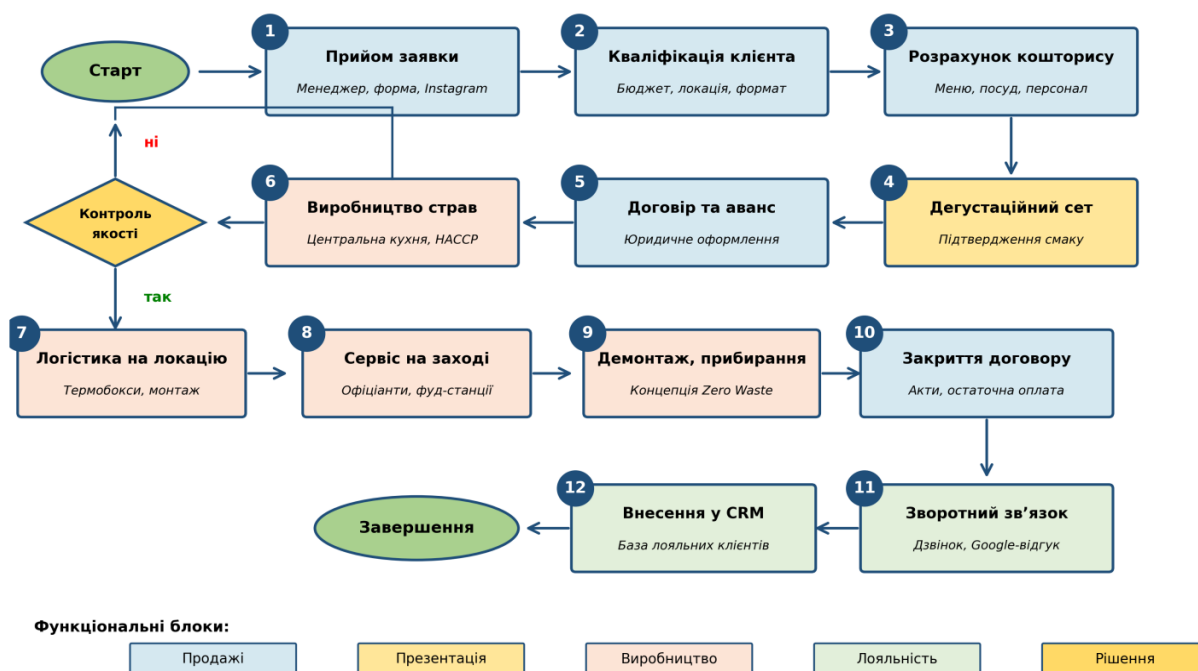 Старт
1
Прийом заявки
Менеджер, форма, Instagram
2
Кваліфікація клієнта
Бюджет, локація, формат
3
Розрахунок кошторису
Меню, посуд, персонал
ні
Контроль
якості
6
Виробництво страв
Центральна кухня, HACCP
5
Договір та аванс
Юридичне оформлення
4
Дегустаційний сет
Підтвердження смаку
так
7
Логістика на локацію
Термобокси, монтаж
8
Сервіс на заході
Офіціанти, фуд-станції
9
Демонтаж, прибирання
Концепція Zero Waste
10
Закриття договору
Акти, остаточна оплата
Завершення
12
Внесення у CRM
База лояльних клієнтів
11
Зворотний зв’язок
Дзвінок, Google-відгук
Функціональні блоки:
Продажі
Презентація
Виробництво
Лояльність
Рішення